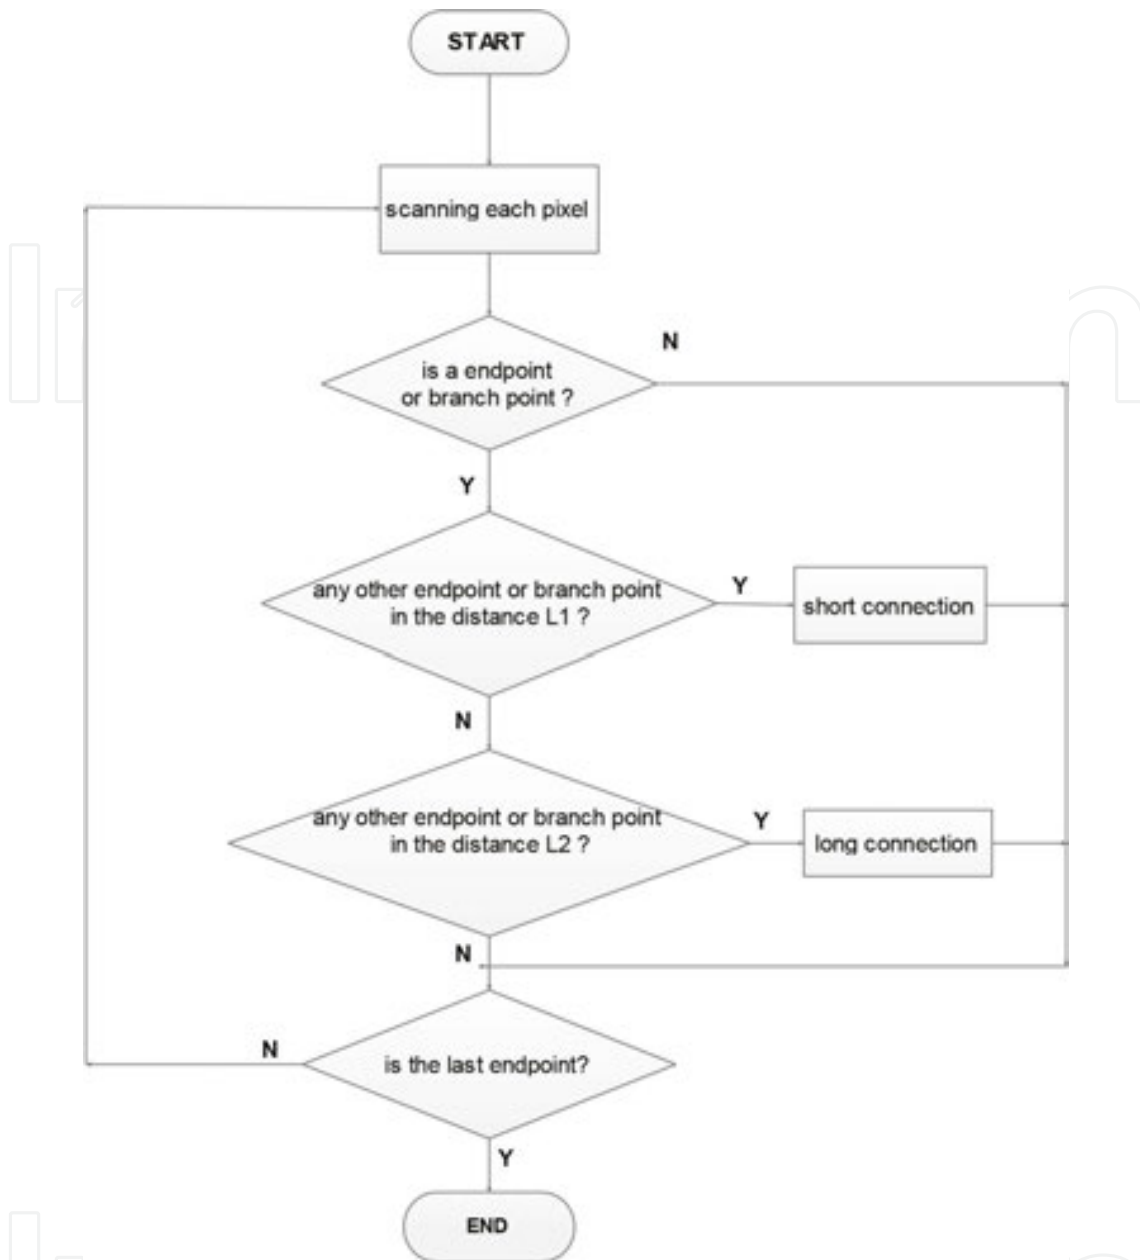 START
scanning each pixel
N
is a endpoint
or branch point ?
Y
any other endpoint or branch point
in the distance L1 ?
Y
short connection
N
any other endpoint or branch point
in the distance L2 ?
Y
long connection
N
is the last endpoint?
N
Y
END